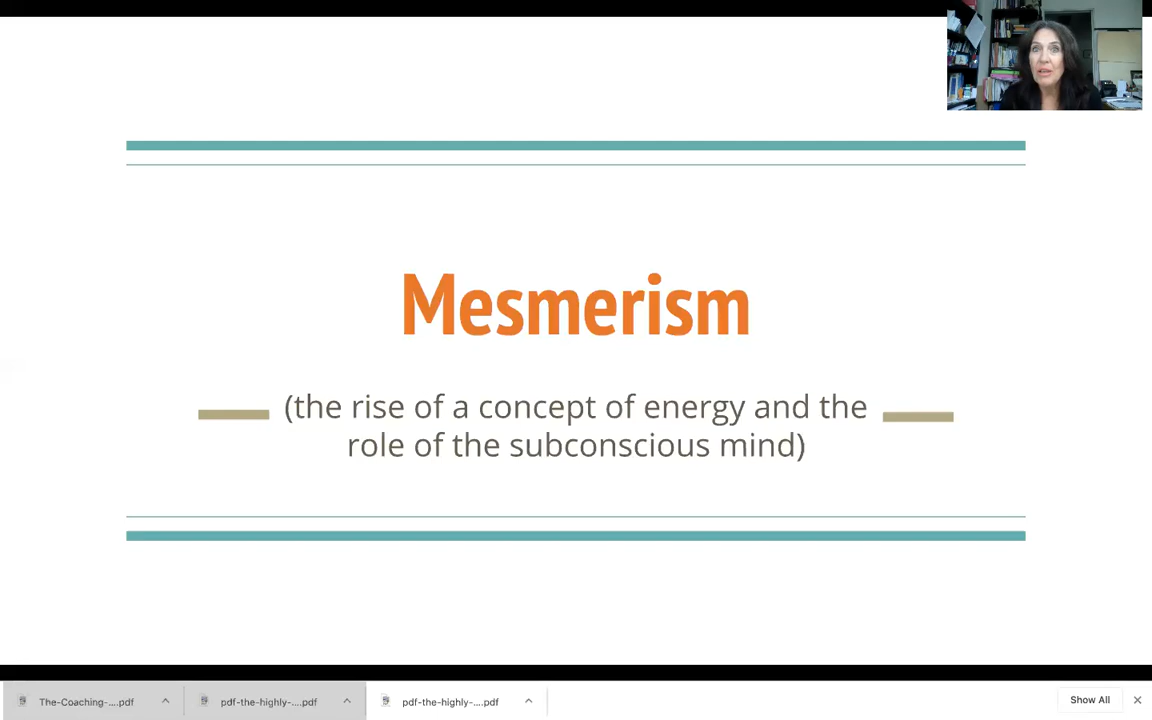 Mesmerism
(the rise of a concept of energy and the
role of the subconscious mind)
The-Coaching-....pdf
pdf-the-highly-....pdf
pdf-the-highly-....pdf
Show All